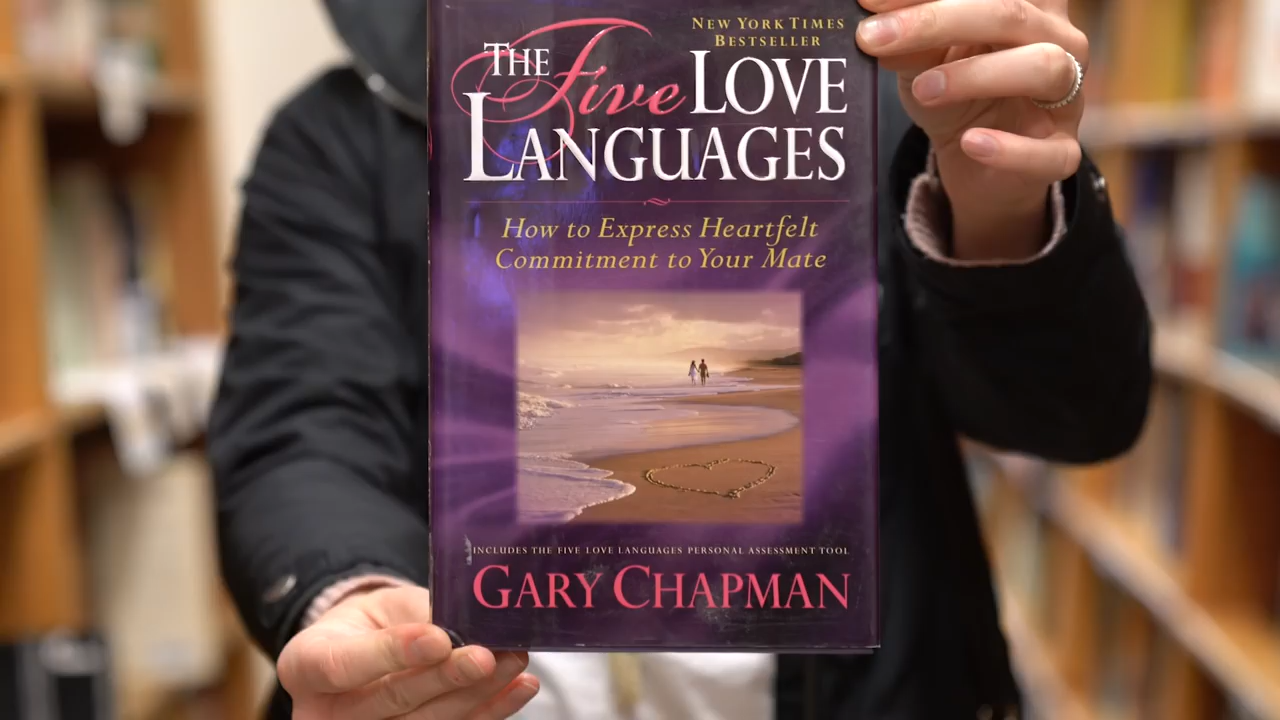 NEW YORK TIMES
BESTSELLER
THE Five LOVE
LANGUAGES
How to Express Heartfelt
Commitment to Your Mate
INCLUDES THE FIVE LOVE LANGUAGES PERSONAL ASSESSMENT TOOL
GARY CHAPMAN